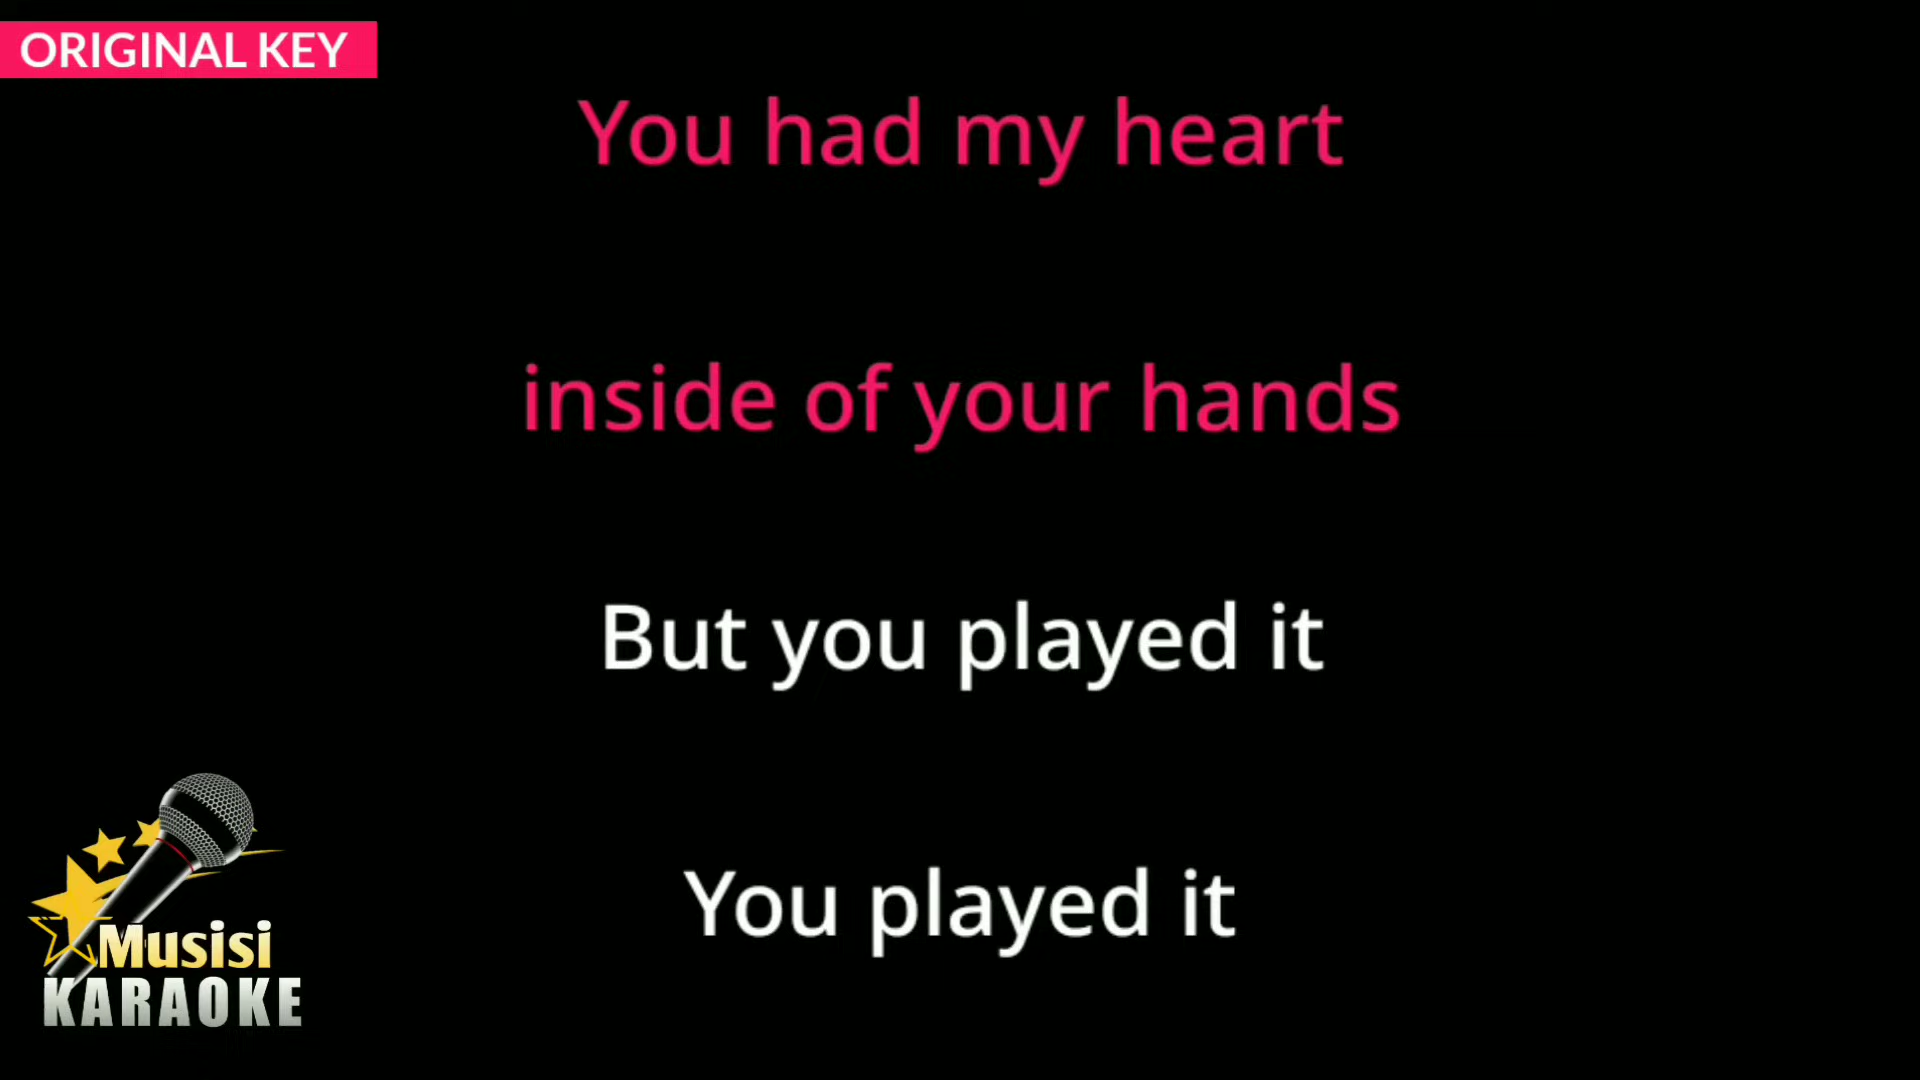 ORIGINAL KEY
You had my heart
inside of your hands
But you played it
You played it
Musisi
KARAOKE